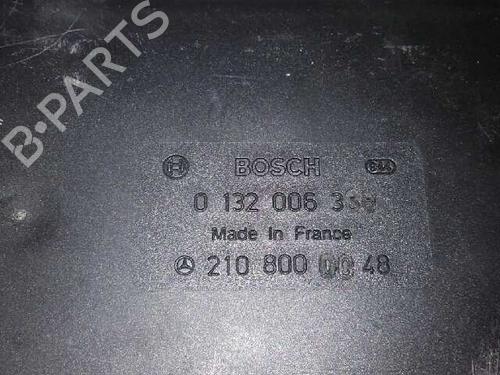 B-PARTS
BOSCH
0 132 006
Made In France
210 800 00 48